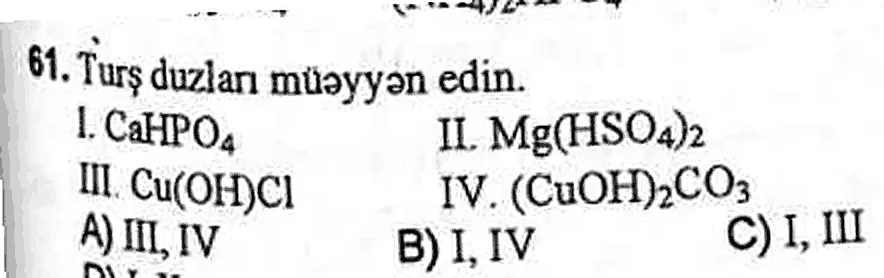 61. Turş duzları müəyyən edin.
I. CaHPO4 II. Mg(HSO4)2
III. Cu(OH)Cl IV. (CuOH)2CO3
A) III, IV B) I, IV C) I, III